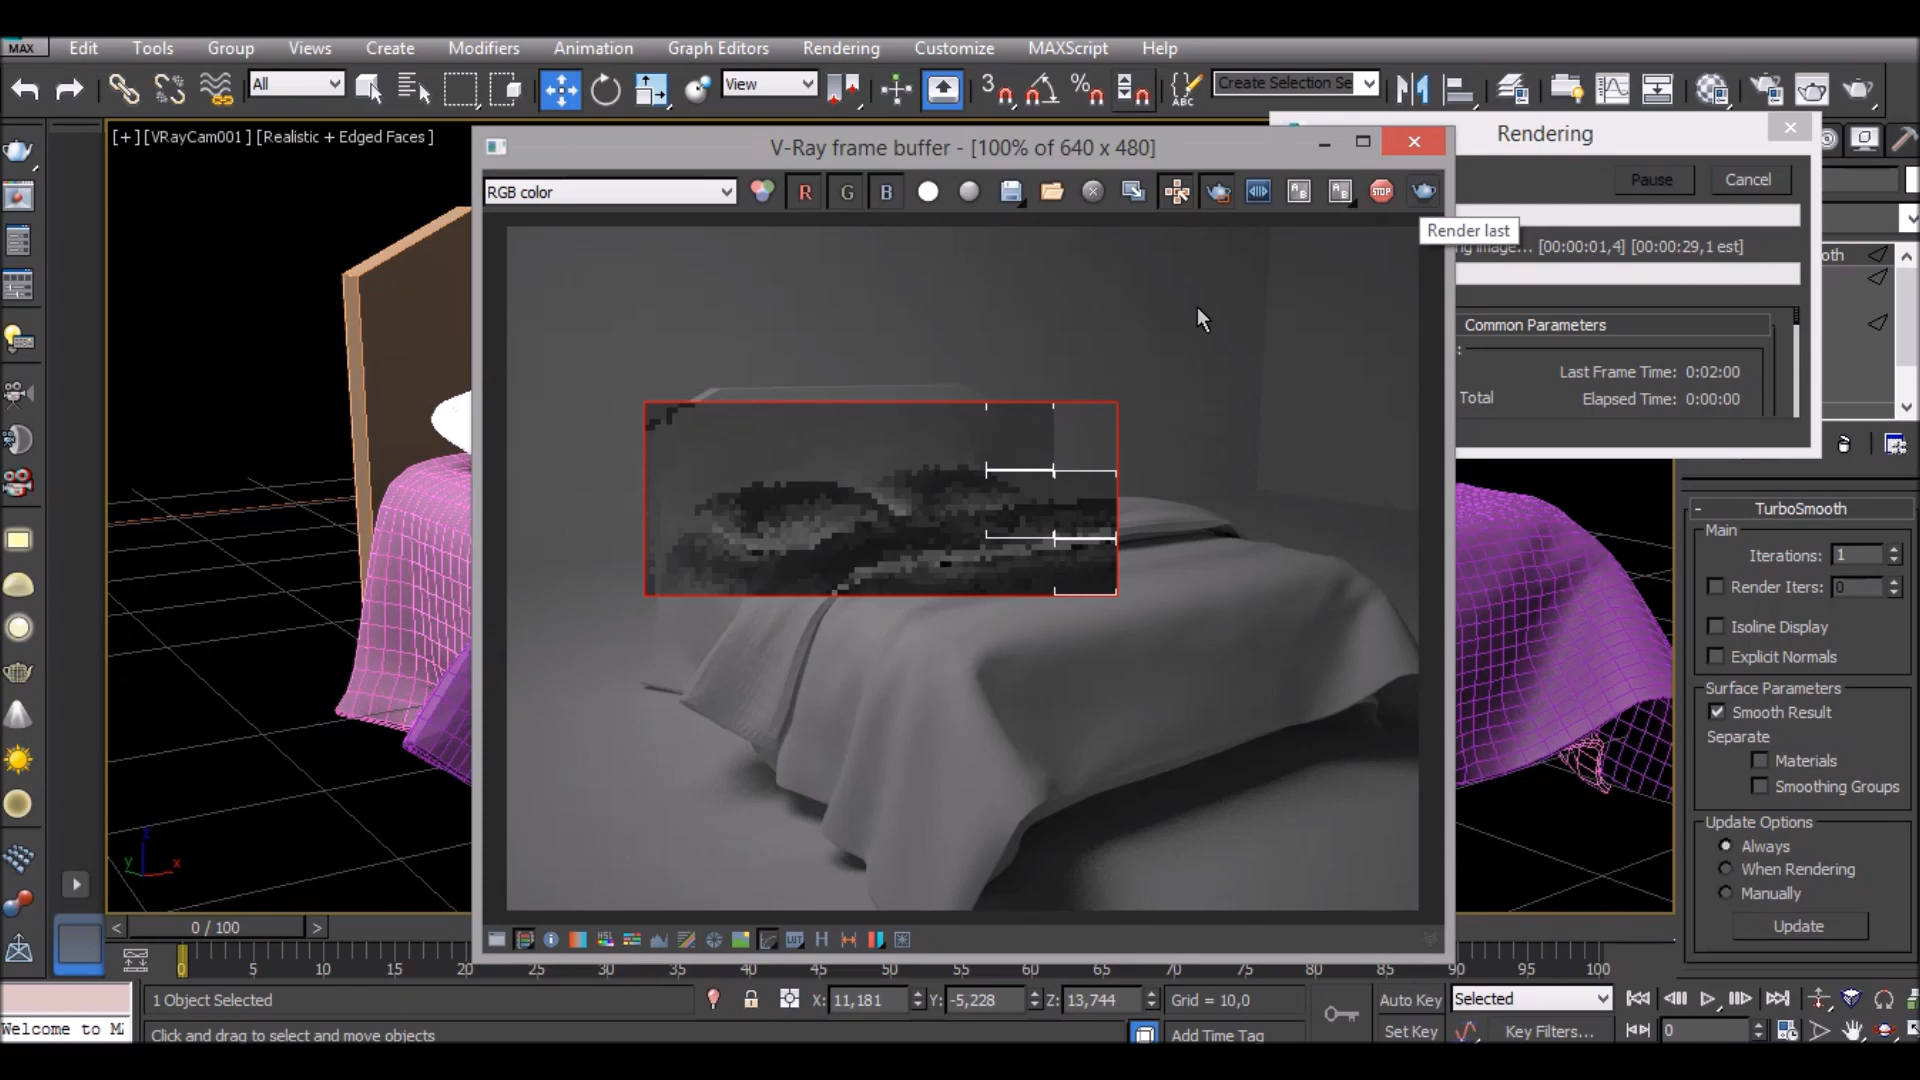 MAX Edit Tools Group Views Create Modifiers Animation Graph Editors Rendering Customize MAXScript Help
All View 3 % ABC Create Selection Se
[+] [VRayCam001 ] [Realistic + Edged Faces ]
V-Ray frame buffer - [100% of 640 x 480]
Rendering
RGB color R G B STOP
Pause Cancel
Render last
[00:00:01,4] [00:00:29,1 est]
Common Parameters
Last Frame Time: 0:02:00
Total Elapsed Time: 0:00:00
TurboSmooth
Main
Iterations: 1
Render Iters: 0
Isoline Display
Explicit Normals
Surface Parameters
Smooth Result
Separate
Materials
Smoothing Groups
Update Options
Always
When Rendering
Manually
Update
z
y x
< 0 / 100 >
HSL LUT H
0 5 10 15 20 25 30 35 40 45 50 55 60 65 70 75 80 85 90 95 100
1 Object Selected X: 11,181 Y: -5,228 Z: 13,744 Grid = 10,0 Auto Key Selected
Welcome to Click and drag to select and move objects Add Time Tag Set Key Key Filters... 0